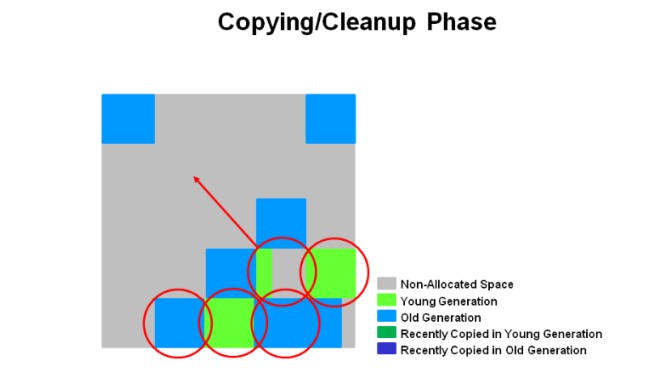 Copying/Cleanup Phase
Non-Allocated Space
Young Generation
Old Generation
Recently Copied in Young Generation
Recently Copied in Old Generation